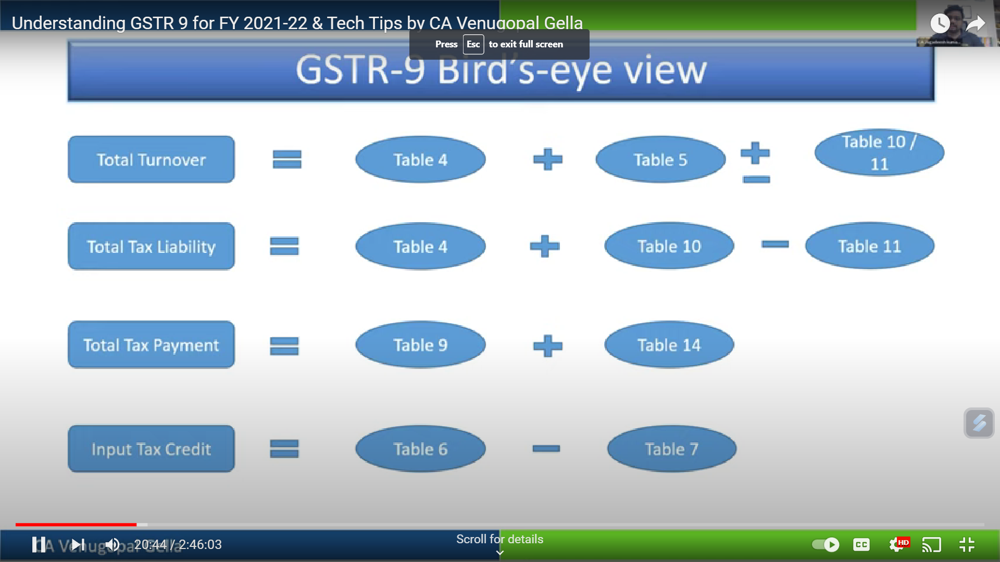 Understanding GSTR 9 for FY 2021-22 & Tech Tips by CA Venugopal Gella
Press Esc to exit full screen
GSTR-9 Bird's-eye view
Total Turnover = Table 4 + Table 5 + − Table 10 /
11
Total Tax Liability = Table 4 + Table 10 − Table 11
Total Tax Payment = Table 9 + Table 14
Input Tax Credit = Table 6 − Table 7
Scroll for details
CA Venugopal Gella
20:44 / 2:46:03
CC
HD